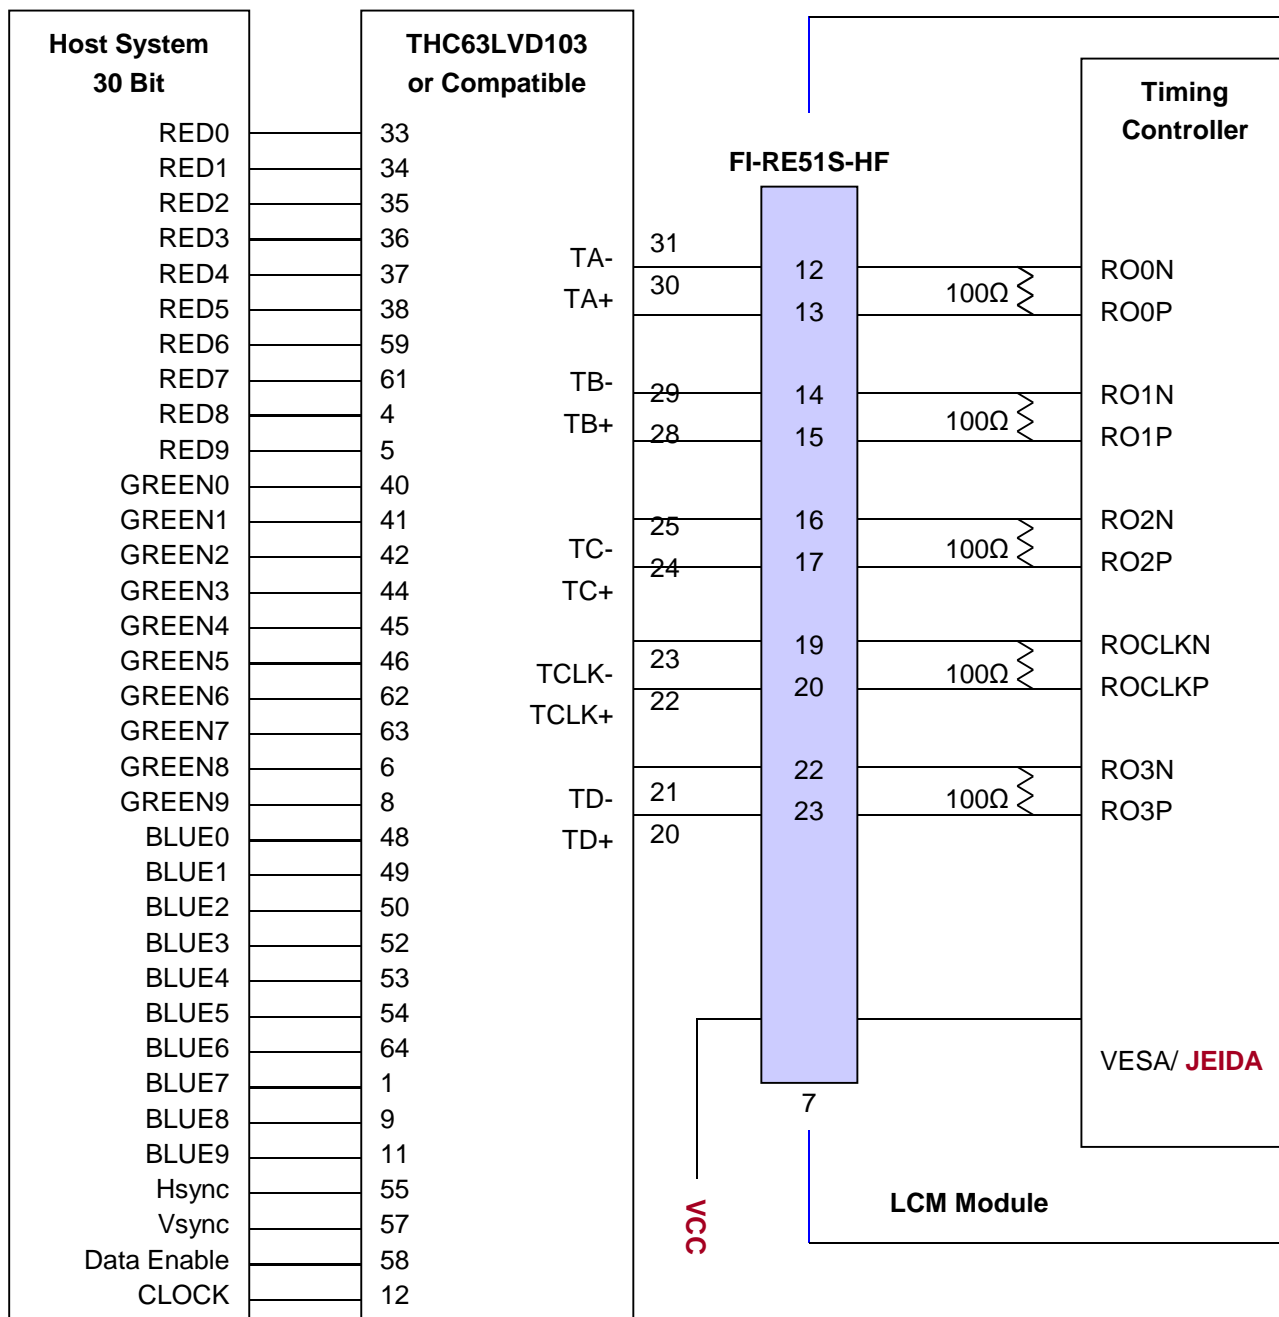 Host System
30 Bit
RED0
RED1
RED2
RED3
RED4
RED5
RED6
RED7
RED8
RED9
GREEN0
GREEN1
GREEN2
GREEN3
GREEN4
GREEN5
GREEN6
GREEN7
GREEN8
GREEN9
BLUE0
BLUE1
BLUE2
BLUE3
BLUE4
BLUE5
BLUE6
BLUE7
BLUE8
BLUE9
Hsync
Vsync
Data Enable
CLOCK
THC63LVD103
or Compatible
33
34
35
36
37
38
59
61
4
5
40
41
42
44
45
46
62
63
6
8
48
49
50
52
53
54
64
1
9
11
55
57
58
12
TA-
TA+
TB-
TB+
TC-
TC+
TCLK-
TCLK+
TD-
TD+
31
30
29
28
25
24
23
22
21
20
FI-RE51S-HF
12
13
14
15
16
17
19
20
22
23
7
VCC
100Ω
100Ω
100Ω
100Ω
100Ω
Timing
Controller
RO0N
RO0P
RO1N
RO1P
RO2N
RO2P
ROCLKN
ROCLKP
RO3N
RO3P
VESA/ JEIDA
LCM Module